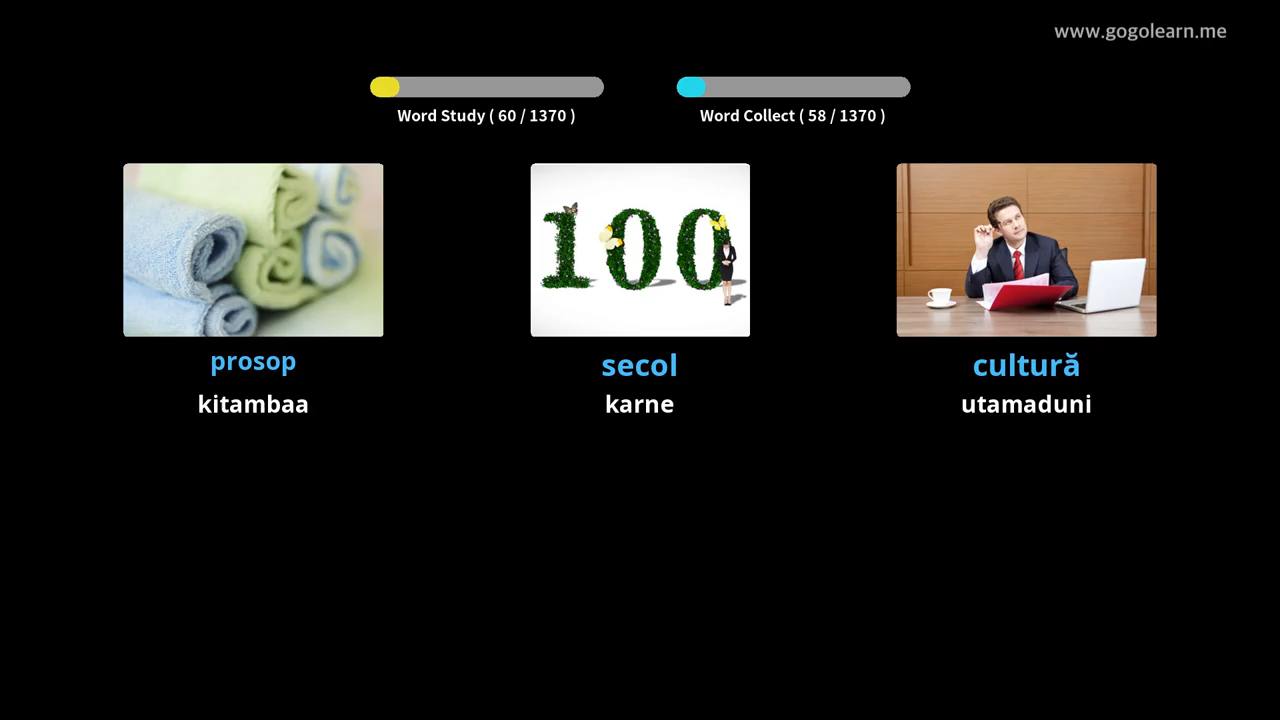 www.gogolearn.me
Word Study ( 60 / 1370 )
Word Collect ( 58 / 1370 )
100
prosop
secol
cultură
kitambaa
karne
utamaduni